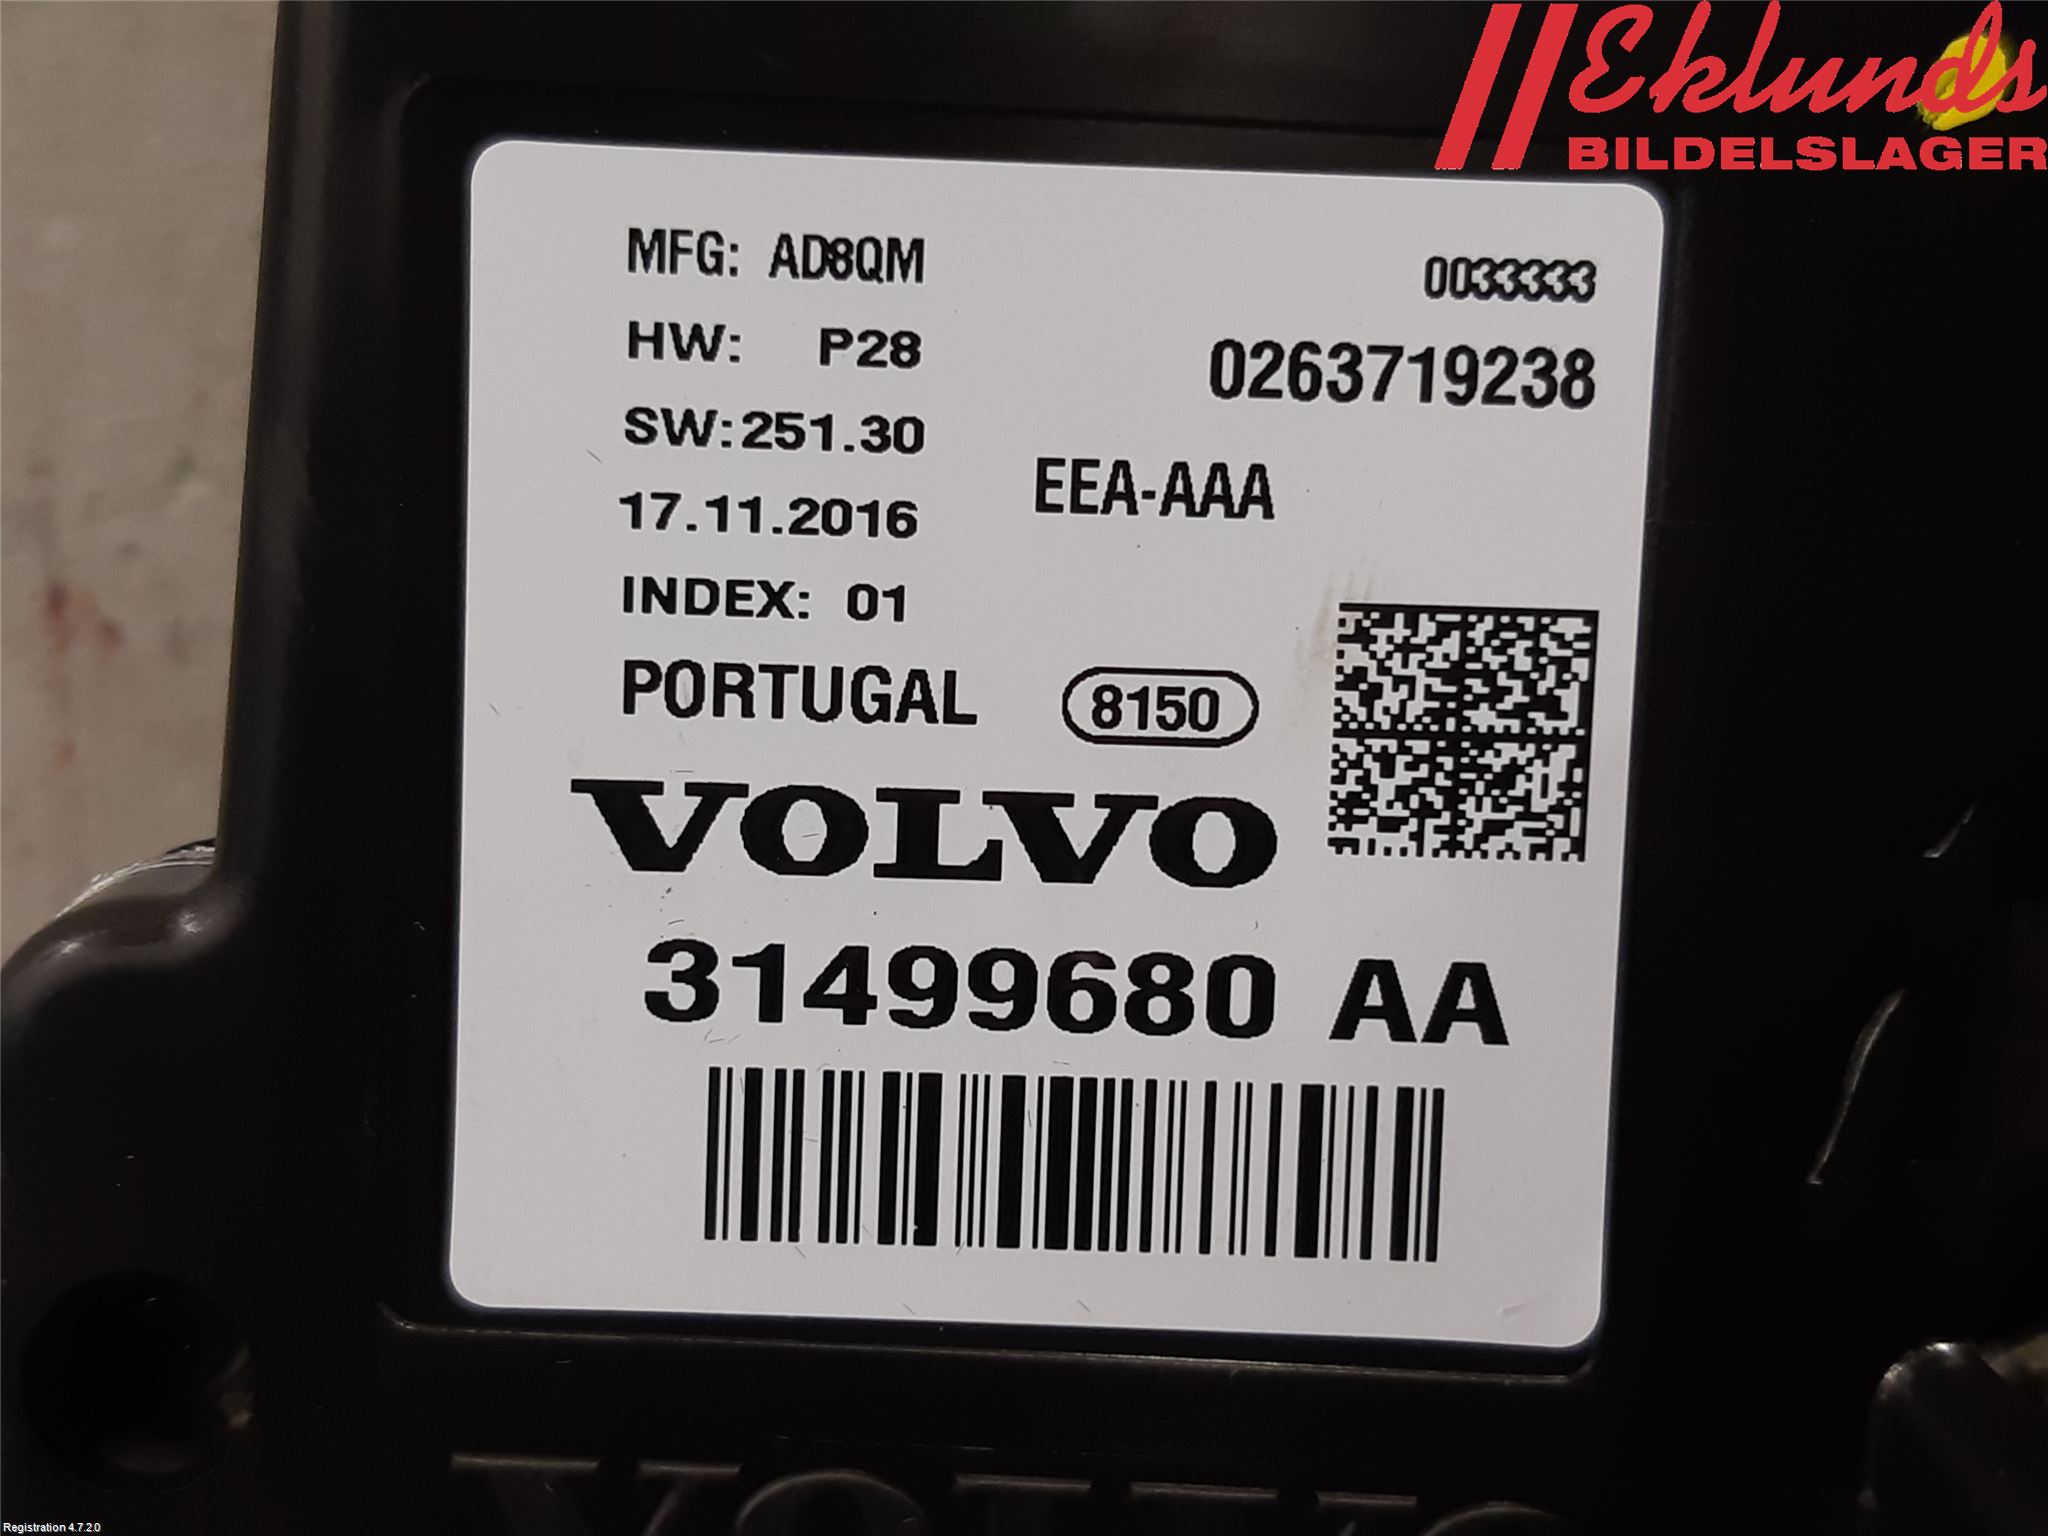 Eklunds
BILDELSLAGER
MFG: AD8QM
0033333
HW: P28
0263719238
SW:251.30
EEA-AAA
17.11.2016
INDEX: 01
PORTUGAL
8150
VOLVO
31499680 AA
VOLVO
Registration 4.7.2.0